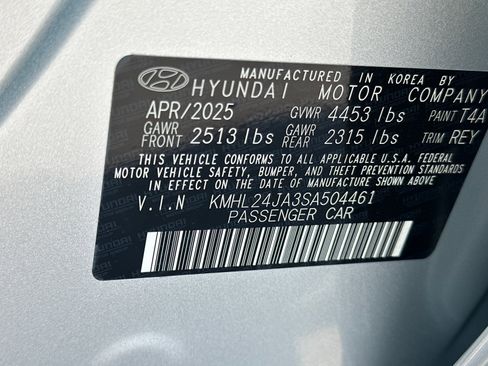 MANUFACTURED IN KOREA BY
HYUNDAI MOTOR COMPANY
APR/2025 GVWR 4453 lbs PAINT T4A
GAWR FRONT 2513 lbs GAWR REAR 2315 lbs TRIM REY
THIS VEHICLE CONFORMS TO ALL APPLICABLE U.S.A. FEDERAL
MOTOR VEHICLE SAFETY, BUMPER, AND THEFT PREVENTION STANDARDS
IN EFFECT ON THE DATE OF MANUFACTURE SHOWN ABOVE
V.I.N KMHL24JA3SA504461
PASSENGER CAR